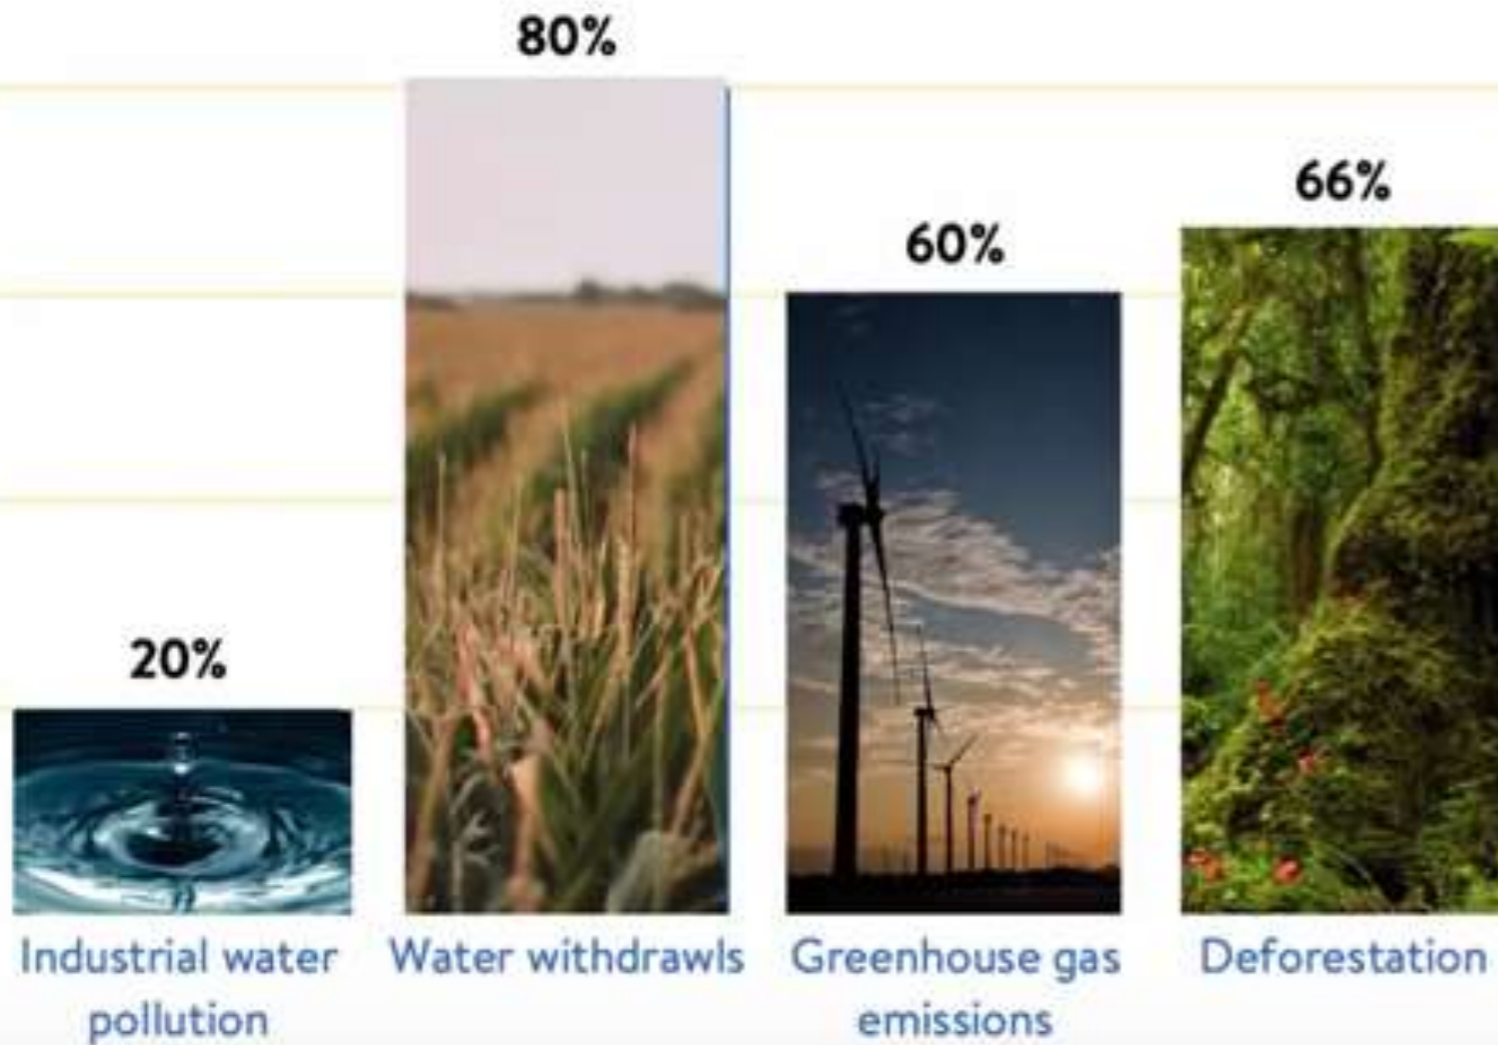 80%
66%
60%
20%
Industrial water
pollution
Water withdrawls
Greenhouse gas
emissions
Deforestation